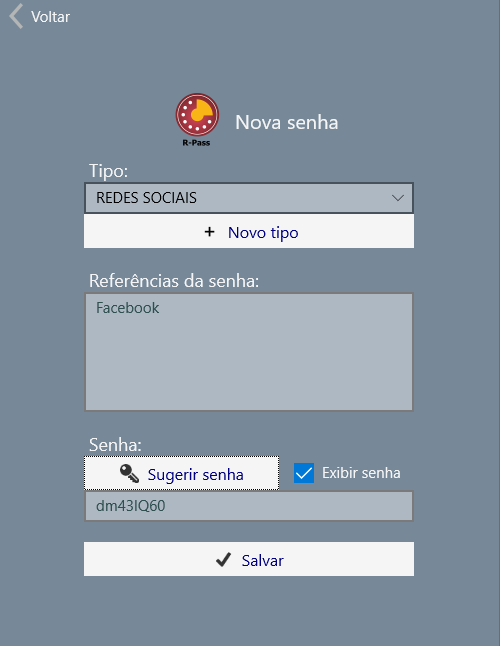 Voltar
R-Pass
Nova senha
Tipo:
REDES SOCIAIS
+ Novo tipo
Referências da senha:
Facebook
Senha:
Sugerir senha
Exibir senha
dm43IQ60
Salvar